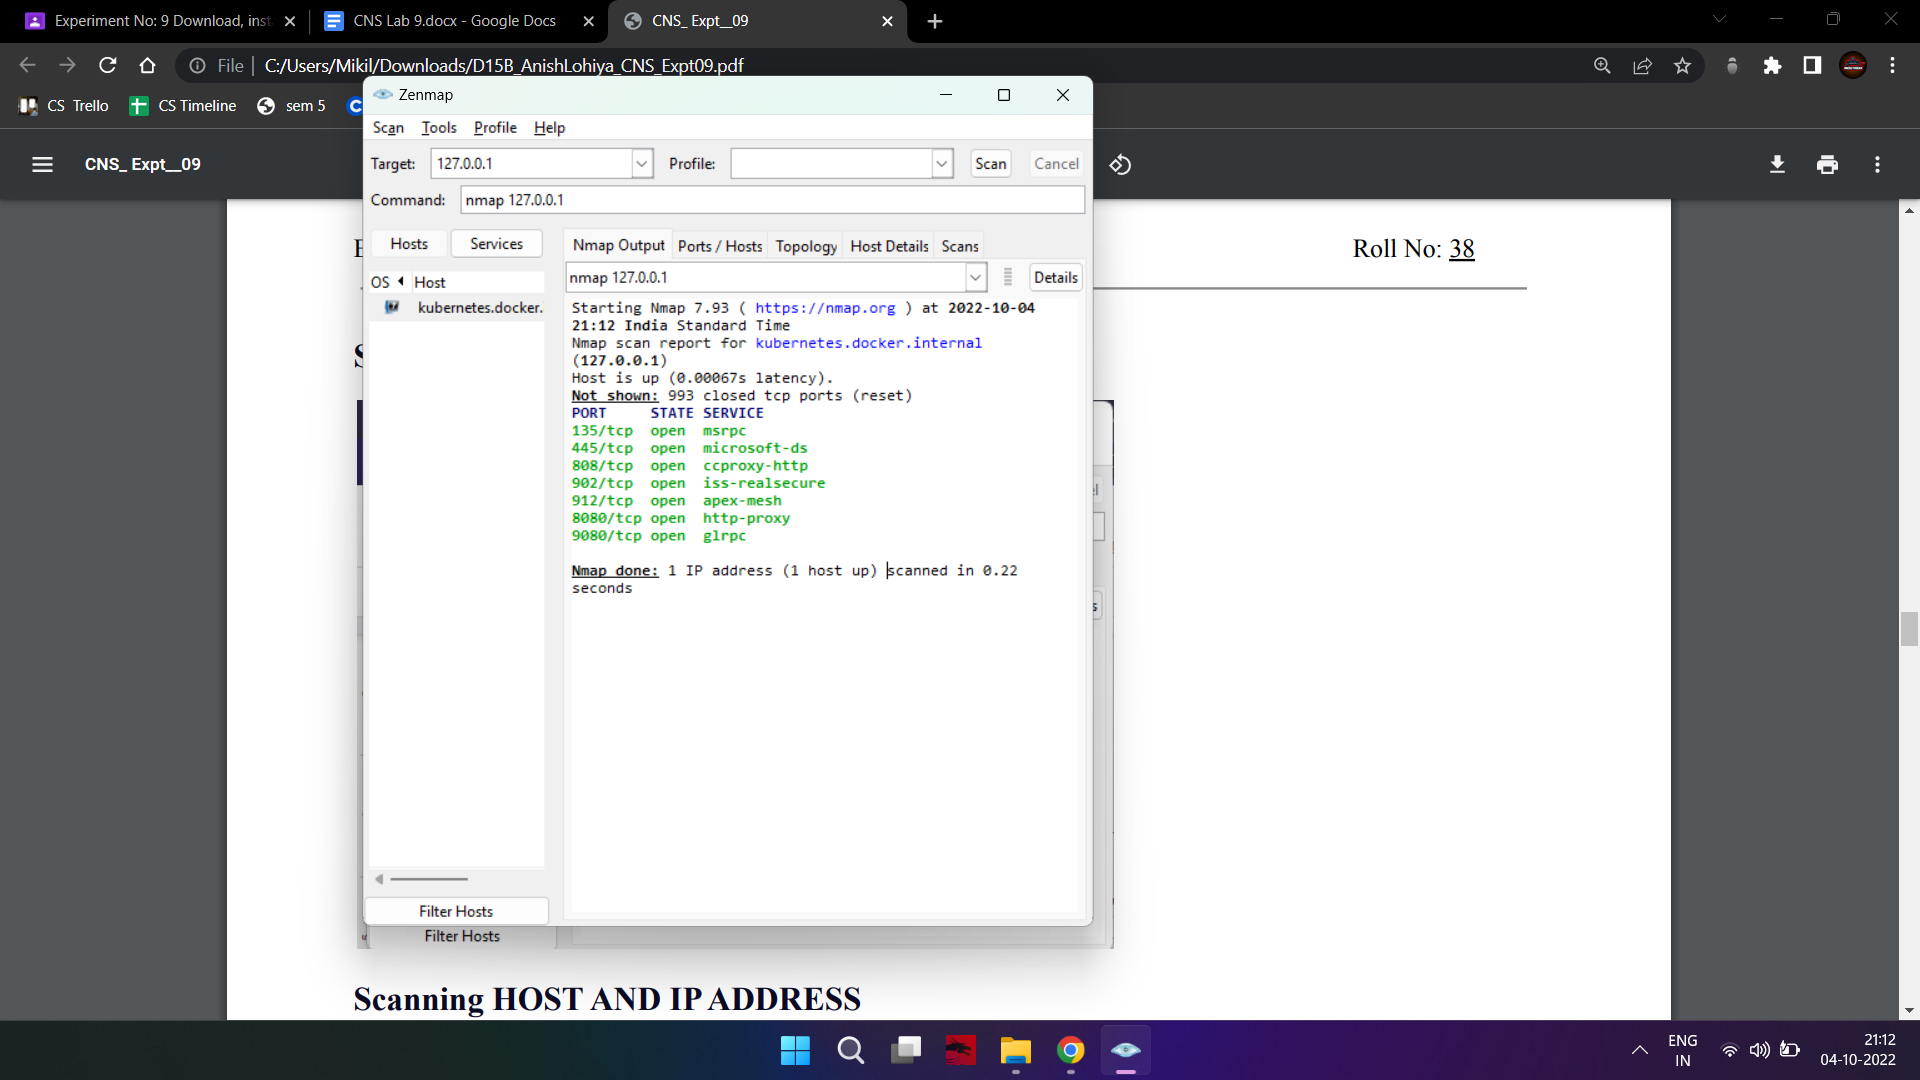 Experiment No: 9 Download, inst
CNS Lab 9.docx - Google Docs
CNS_ Expt__09
File
C:/Users/Mikil/Downloads/D15B_AnishLohiya_CNS_Expt09.pdf
CS Trello
CS Timeline
sem 5
CNS_ Expt__09
Zenmap
Scan Tools Profile Help
Target: 127.0.0.1 Profile: Scan Cancel
Command: nmap 127.0.0.1
Hosts Services
Nmap Output Ports / Hosts Topology Host Details Scans
OS Host
kubernetes.docker.
nmap 127.0.0.1 Details
Starting Nmap 7.93 ( https://nmap.org ) at 2022-10-04
21:12 India Standard Time
Nmap scan report for kubernetes.docker.internal
(127.0.0.1)
Host is up (0.00067s latency).
Not shown: 993 closed tcp ports (reset)
PORT STATE SERVICE
135/tcp open msrpc
445/tcp open microsoft-ds
808/tcp open ccproxy-http
902/tcp open iss-realsecure
912/tcp open apex-mesh
8080/tcp open http-proxy
9080/tcp open glrpc
Nmap done: 1 IP address (1 host up) scanned in 0.22
seconds
Filter Hosts
Filter Hosts
Roll No: 38
Scanning HOST AND IP ADDRESS
ENG
IN
21:12
04-10-2022